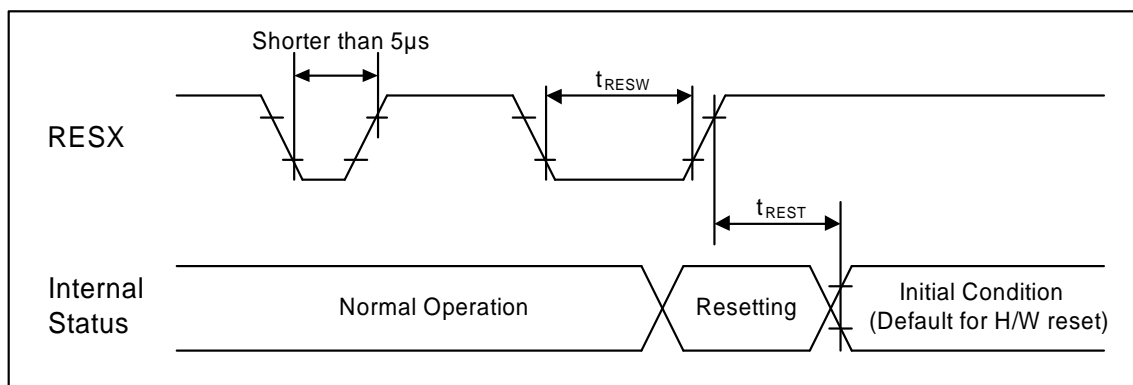 Shorter than 5µs
tRESW
RESX
tREST
Internal
Status
Normal Operation
Resetting
Initial Condition
(Default for H/W reset)